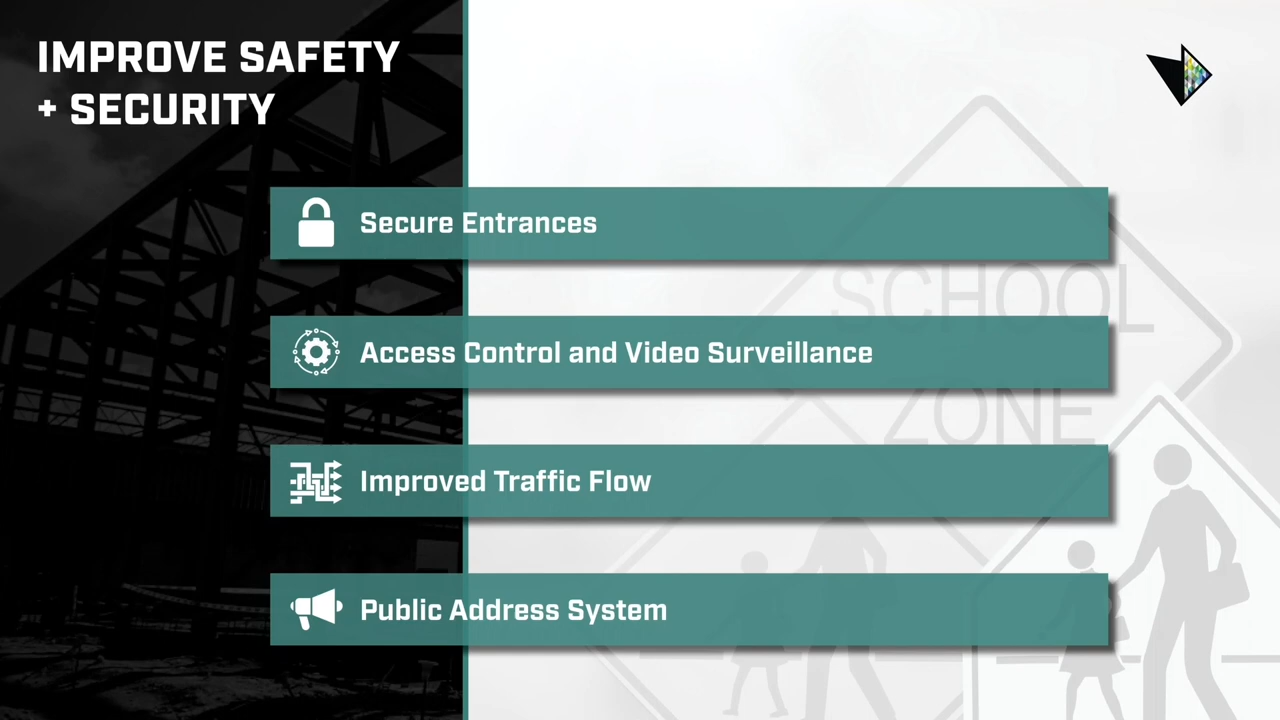 IMPROVE SAFETY
+ SECURITY
Secure Entrances
Access Control and Video Surveillance
Improved Traffic Flow
Public Address System
SCHOOL
ZONE